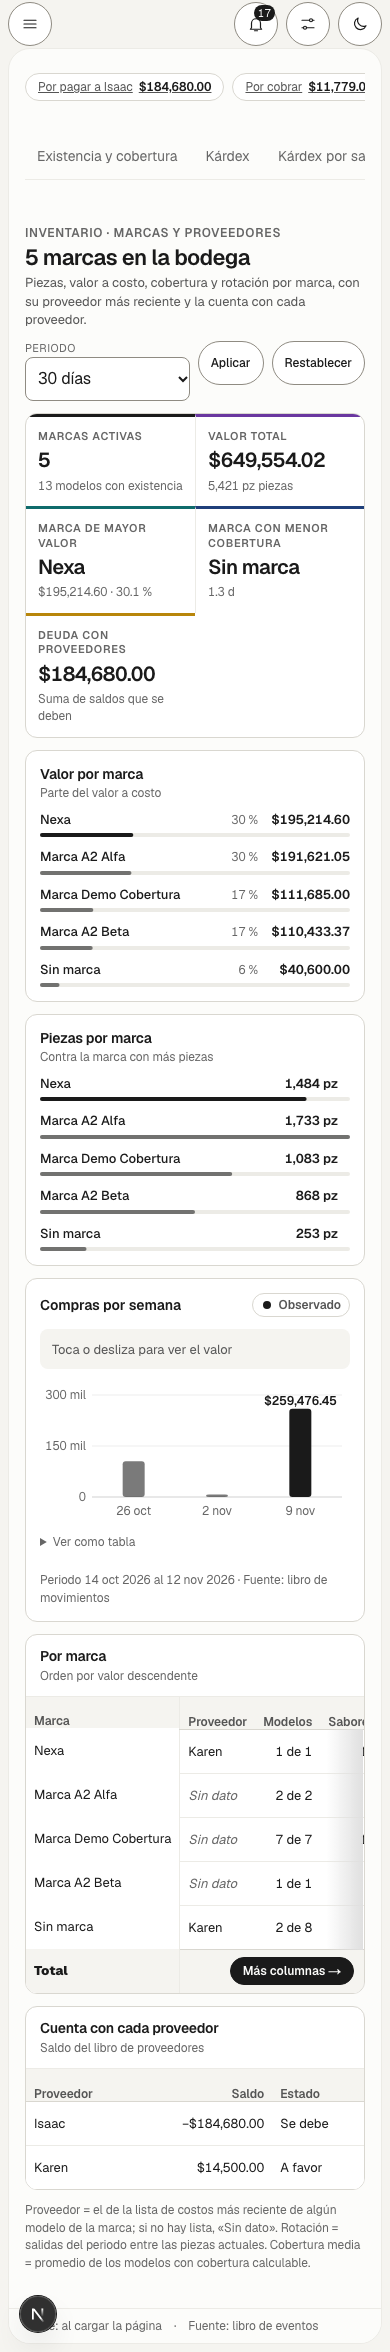 17
Por pagar a Isaac $184,680.00
Por cobrar $11,779.0
Existencia y cobertura Kárdex Kárdex por sa
INVENTARIO · MARCAS Y PROVEEDORES
5 marcas en la bodega
Piezas, valor a costo, cobertura y rotación por marca, con
su proveedor más reciente y la cuenta con cada
proveedor.
PERIODO
30 días
Aplicar
Restablecer
MARCAS ACTIVAS
5
13 modelos con existencia
VALOR TOTAL
$649,554.02
5,421 pz piezas
MARCA DE MAYOR
VALOR
Nexa
$195,214.60 · 30.1 %
MARCA CON MENOR
COBERTURA
Sin marca
1.3 d
DEUDA CON
PROVEEDORES
$184,680.00
Suma de saldos que se
deben
Valor por marca
Parte del valor a costo
Nexa 30 % $195,214.60
Marca A2 Alfa 30 % $191,621.05
Marca Demo Cobertura 17 % $111,685.00
Marca A2 Beta 17 % $110,433.37
Sin marca 6 % $40,600.00
Piezas por marca
Contra la marca con más piezas
Nexa 1,484 pz
Marca A2 Alfa 1,733 pz
Marca Demo Cobertura 1,083 pz
Marca A2 Beta 868 pz
Sin marca 253 pz
Compras por semana
Observado
Toca o desliza para ver el valor
300 mil
$259,476.45
150 mil
0
26 oct 2 nov 9 nov
Ver como tabla
Periodo 14 oct 2026 al 12 nov 2026 · Fuente: libro de
movimientos
Por marca
Orden por valor descendente
Marca Proveedor Modelos Sabor
Nexa Karen 1 de 1
Marca A2 Alfa Sin dato 2 de 2
Marca Demo Cobertura Sin dato 7 de 7
Marca A2 Beta Sin dato 1 de 1
Sin marca Karen 2 de 8
Total
Más columnas →
Cuenta con cada proveedor
Saldo del libro de proveedores
Proveedor Saldo Estado
Isaac −$184,680.00 Se debe
Karen $14,500.00 A favor
Proveedor = el de la lista de costos más reciente de algún
modelo de la marca; si no hay lista, «Sin dato». Rotación =
salidas del periodo entre las piezas actuales. Cobertura media
= promedio de los modelos con cobertura calculable.
N
al cargar la página · Fuente: libro de eventos